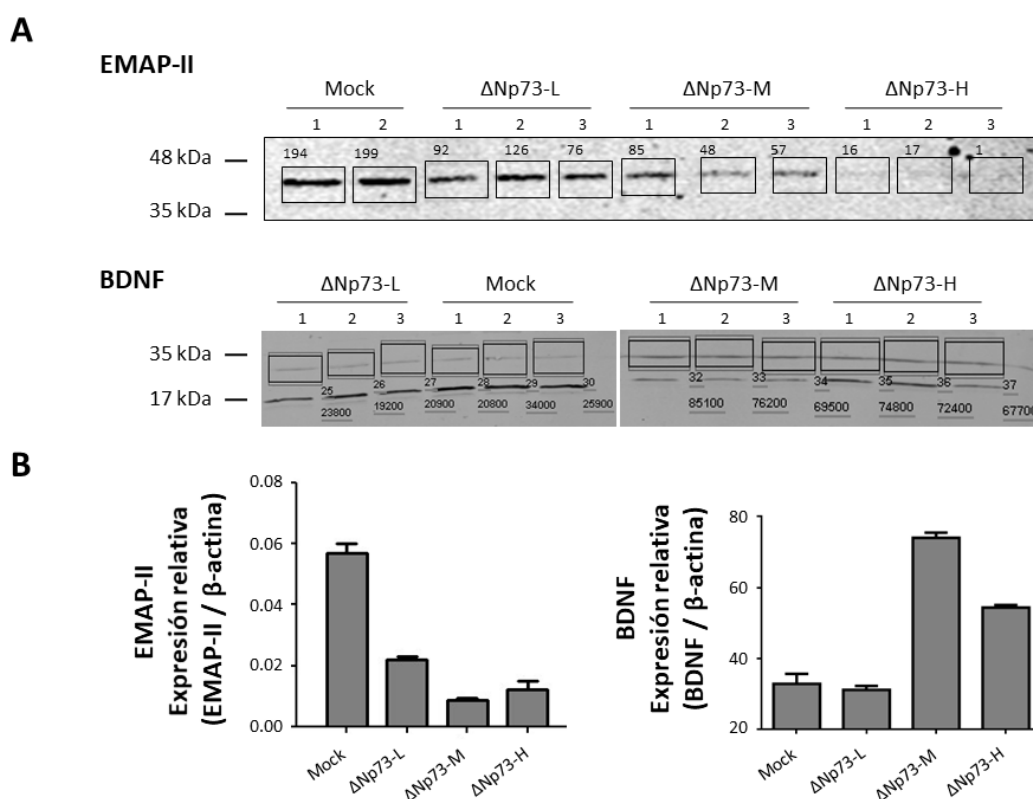 A
EMAP-II
Mock ΔNp73-L ΔNp73-M ΔNp73-H
1 2 1 2 3 1 2 3 1 2 3
48 kDa
194 199 92 126 76 85 48 57 16 17 1
35 kDa
BDNF
ΔNp73-L Mock ΔNp73-M ΔNp73-H
1 2 3 1 2 3 1 2 3 1 2 3
35 kDa
25 26 27 28 29 30 32 33 34 35 36 37
17 kDa
23800 19200 20900 20800 34000 25900 85100 76200 69500 74800 72400 67700
B
EMAP-II
Expresión relativa
(EMAP-II / β-actina)
0.08
0.06
0.04
0.02
0.00
Mock ΔNp73-L ΔNp73-M ΔNp73-H
BDNF
Expresión relativa
(BDNF / β-actina)
80
60
40
20
Mock ΔNp73-L ΔNp73-M ΔNp73-H